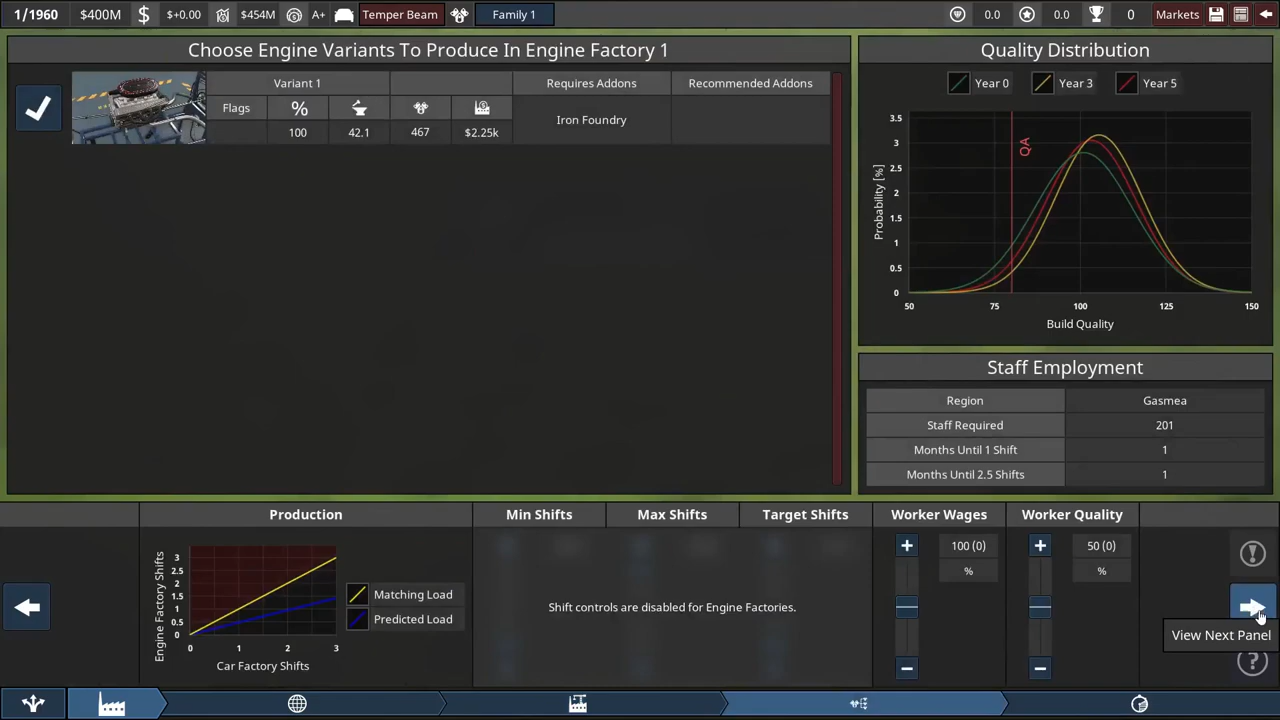 1/1960 $400M $+0.00 $454M A+ Temper Beam Family 1 0.0 0.0 0 Markets
Choose Engine Variants To Produce In Engine Factory 1
Variant 1 Requires Addons Recommended Addons
Flags %
Iron Foundry
100 42.1 467 $2.25k
Quality Distribution
Year 0 Year 3 Year 5
Probability [%]
3.5
3
2.5
2
1.5
1
0.5
0
QA
50 75 100 125 150
Build Quality
Staff Employment
Region Gasmea
Staff Required 201
Months Until 1 Shift 1
Months Until 2.5 Shifts 1
Production Min Shifts Max Shifts Target Shifts Worker Wages Worker Quality
Engine Factory Shifts
3
2.5
2
1.5
1
0.5
0
0 1 2 3
Car Factory Shifts
Matching Load
Predicted Load
Shift controls are disabled for Engine Factories.
+ 100 (0) + 50 (0)
% %
View Next Panel
?